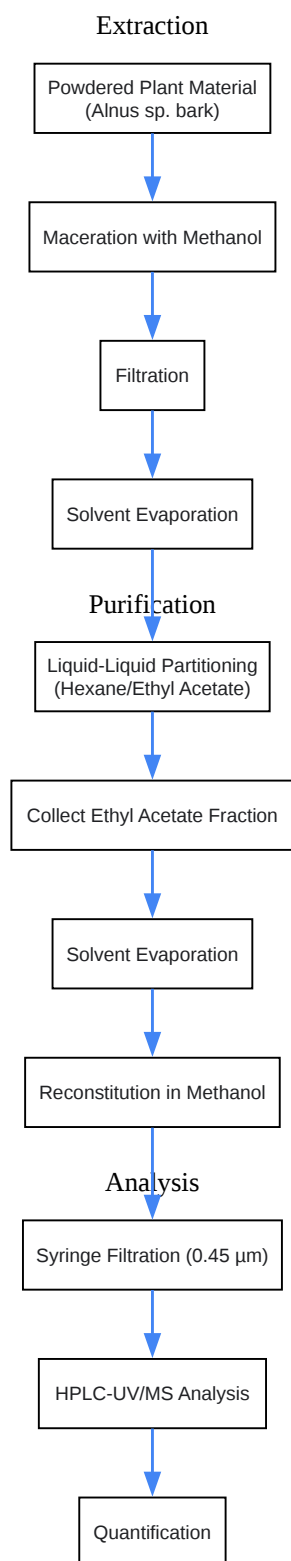 Extraction
Powdered Plant Material
(Alnus sp. bark)
Maceration with Methanol
Filtration
Solvent Evaporation
Purification
Liquid-Liquid Partitioning
(Hexane/Ethyl Acetate)
Collect Ethyl Acetate Fraction
Solvent Evaporation
Reconstitution in Methanol
Analysis
Syringe Filtration (0.45 µm)
HPLC-UV/MS Analysis
Quantification